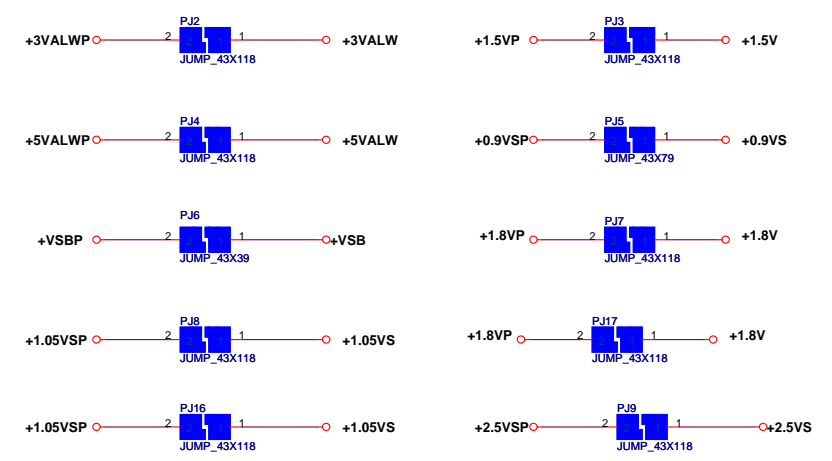 PJ2
+3VALWP 2 2 1 1 +3VALW
JUMP_43X118
PJ3
+1.5VP 2 2 1 1 +1.5V
JUMP_43X118
PJ4
+5VALWP 2 2 1 1 +5VALW
JUMP_43X118
PJ5
+0.9VSP 2 2 1 1 +0.9VS
JUMP_43X79
PJ6
+VSBP 2 2 1 1 +VSB
JUMP_43X39
PJ7
+1.8VP 2 2 1 1 +1.8V
JUMP_43X118
PJ8
+1.05VSP 2 2 1 1 +1.05VS
JUMP_43X118
PJ17
+1.8VP 2 2 1 1 +1.8V
JUMP_43X118
PJ16
+1.05VSP 2 2 1 1 +1.05VS
JUMP_43X118
PJ9
+2.5VSP 2 2 1 1 +2.5VS
JUMP_43X118